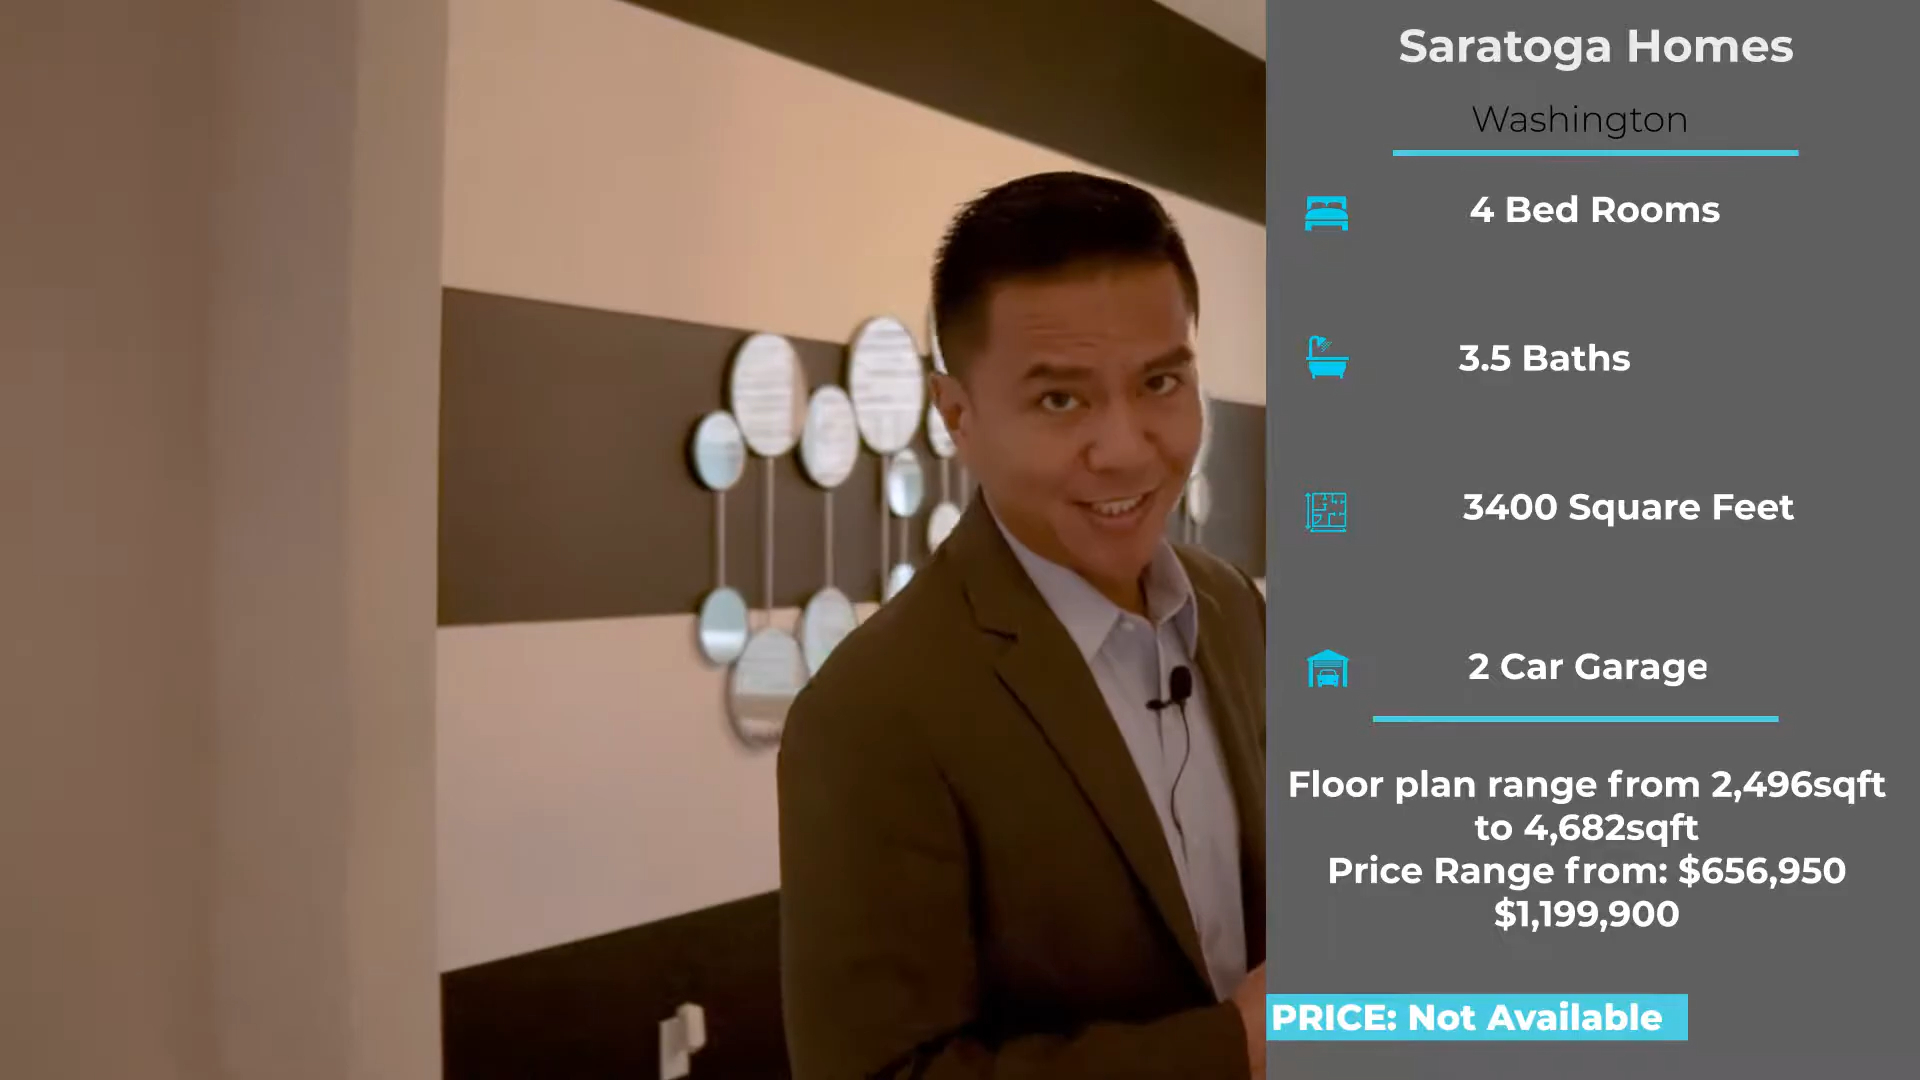 Saratoga Homes
Washington
4 Bed Rooms
3.5 Baths
3400 Square Feet
2 Car Garage
Floor plan range from 2,496sqft
to 4,682sqft
Price Range from: $656,950
$1,199,900
PRICE: Not Available